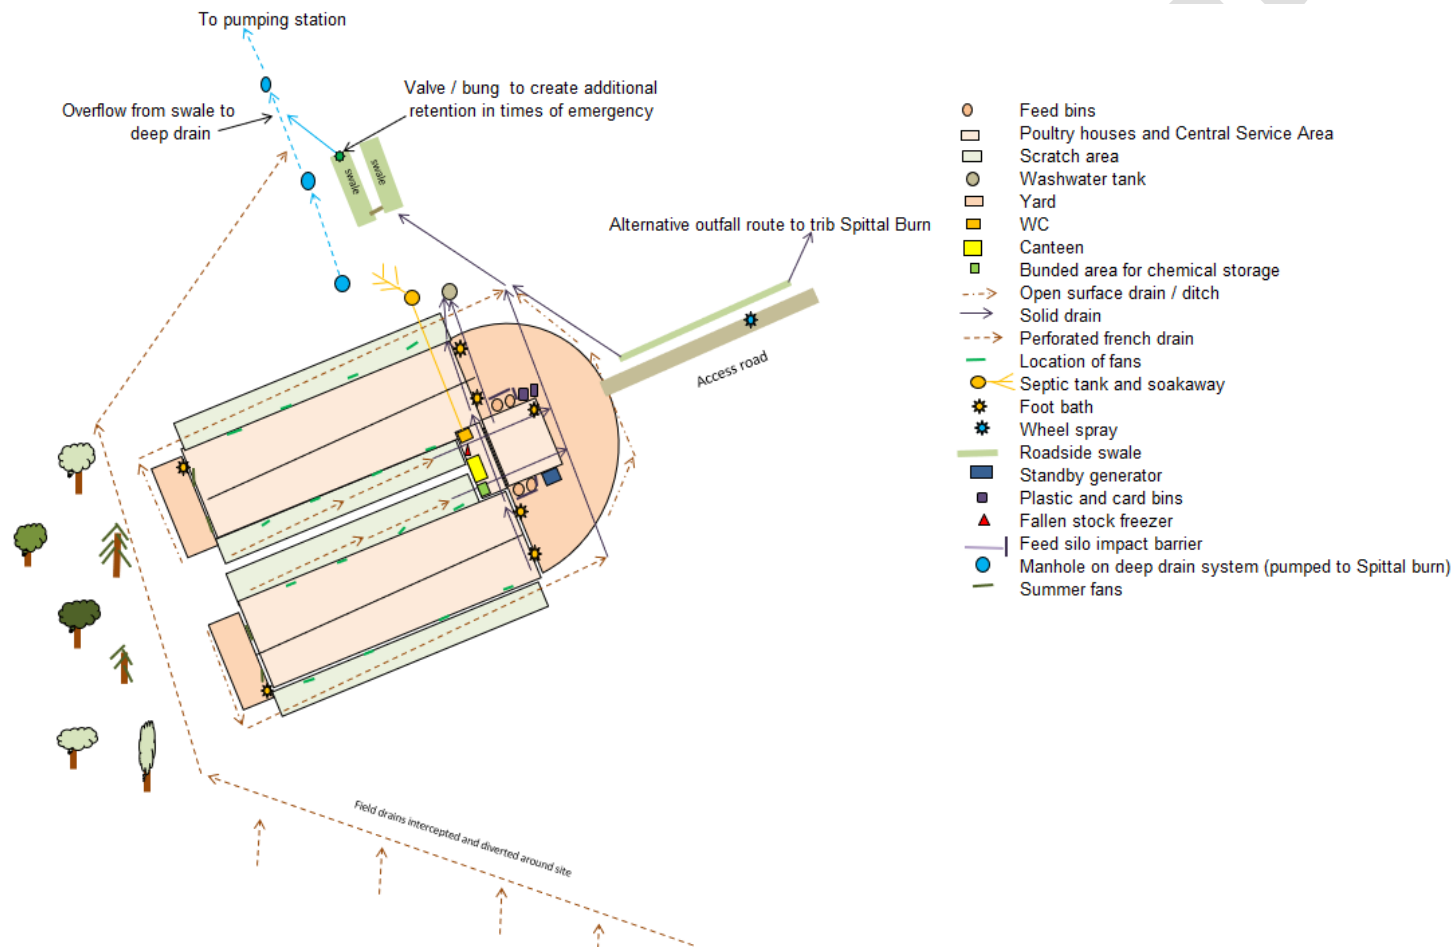 To pumping station
Valve / bung  to create additional
retention in times of emergency
Overflow from swale to
deep drain
swale
swale
Alternative outfall route to trib Spittal Burn
Access road
Field drains intercepted and diverted around site
Feed bins
Poultry houses and Central Service Area
Scratch area
Washwater tank
Yard
WC
Canteen
Bunded area for chemical storage
Open surface drain / ditch
Solid drain
Perforated french drain
Location of fans
Septic tank and soakaway
Foot bath
Wheel spray
Roadside swale
Standby generator
Plastic and card bins
Fallen stock freezer
Feed silo impact barrier
Manhole on deep drain system (pumped to Spittal burn)
Summer fans